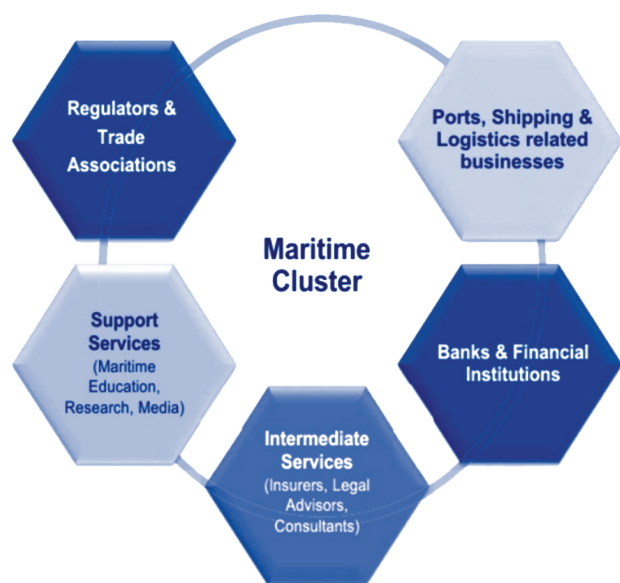 Regulators &
Trade
Associations
Ports, Shipping &
Logistics related
businesses
Maritime
Cluster
Support
Services
(Maritime
Education,
Research, Media)
Banks & Financial
Institutions
Intermediate
Services
(Insurers, Legal
Advisors,
Consultants)